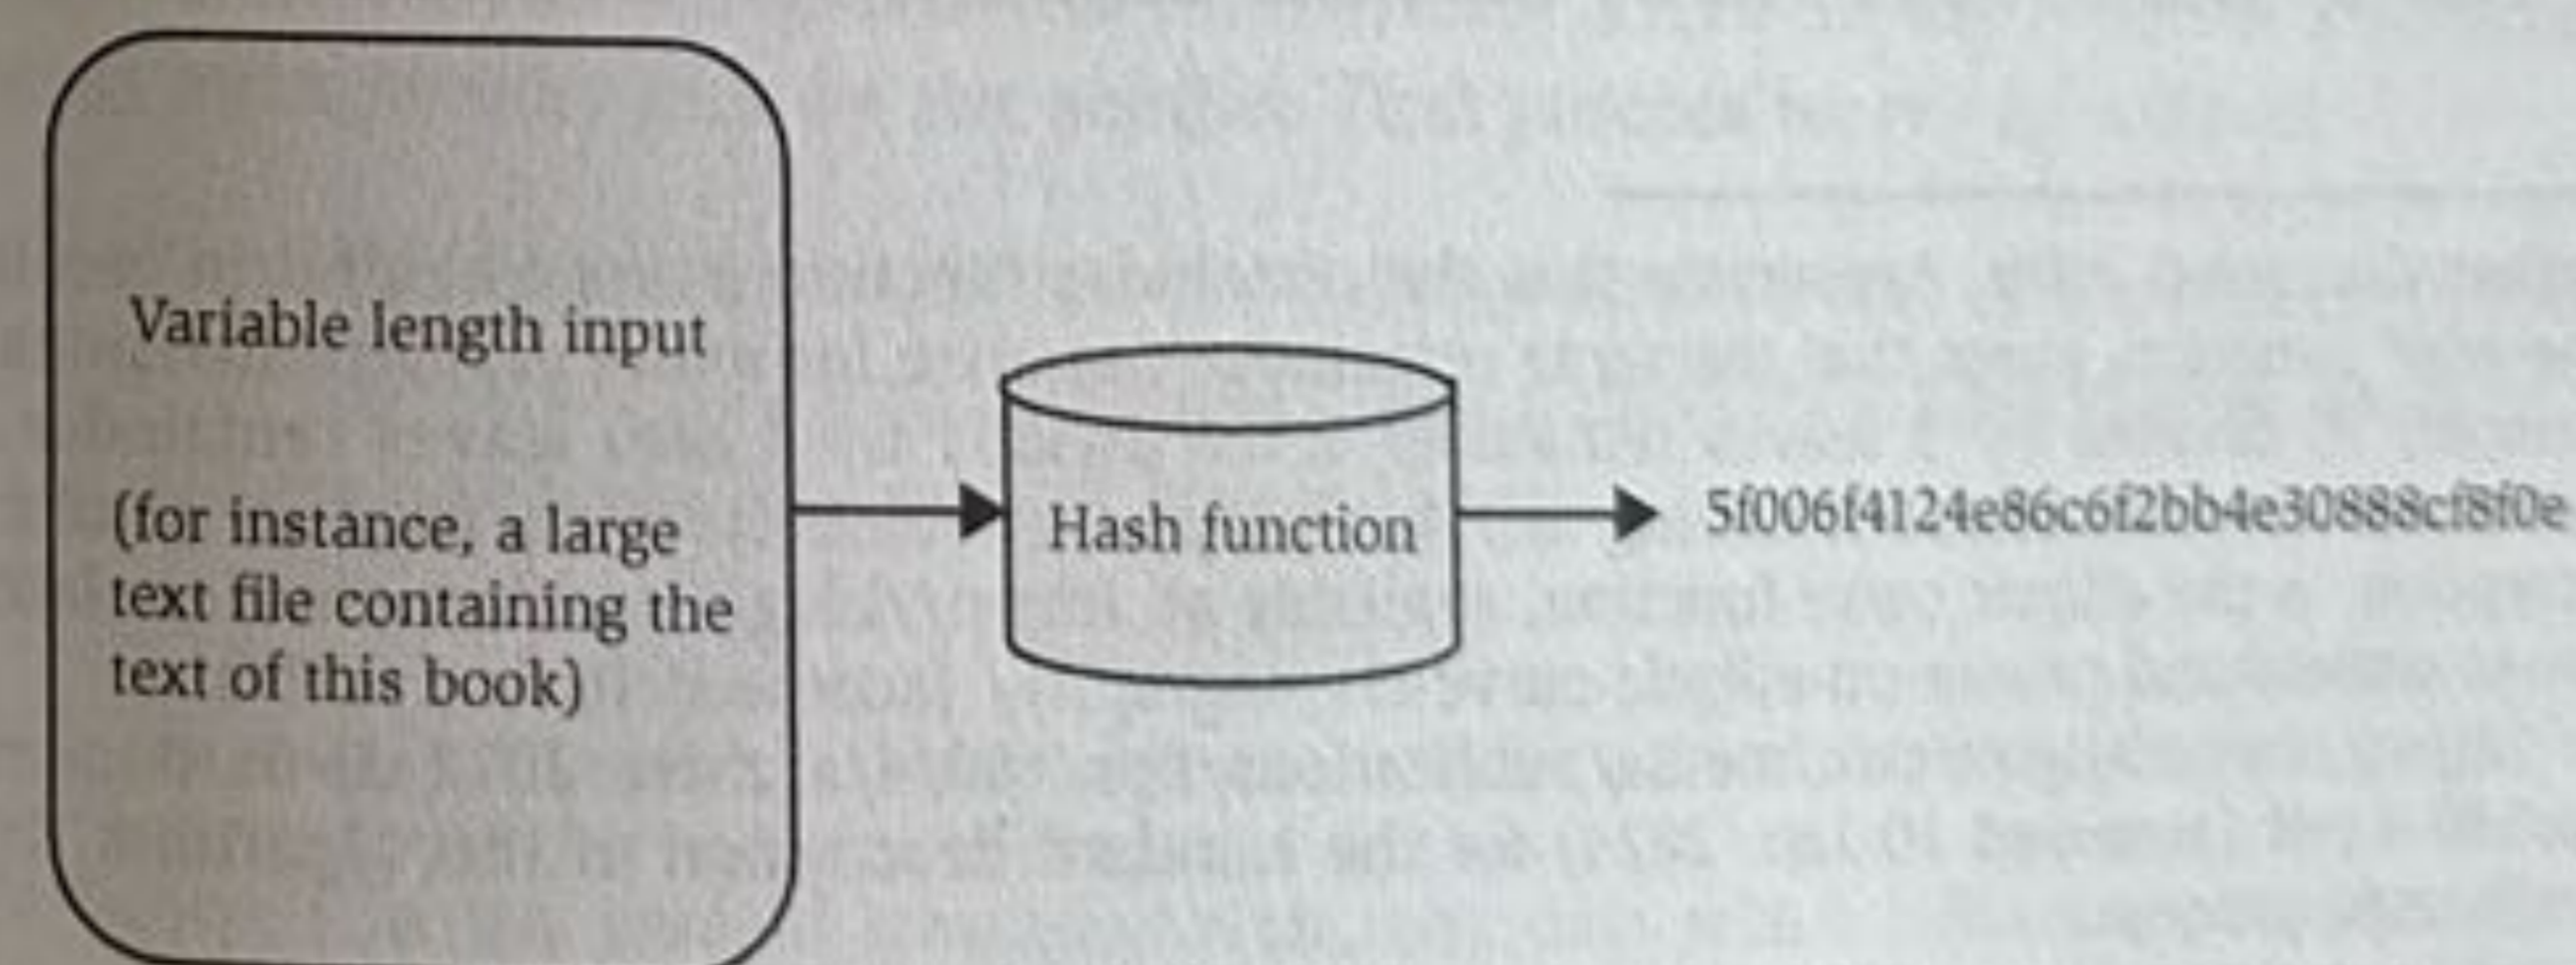 Variable length input
(for instance, a large
text file containing the
text of this book)
Hash function
5f006f4124e86c6f2bb4e30888cf8f0e